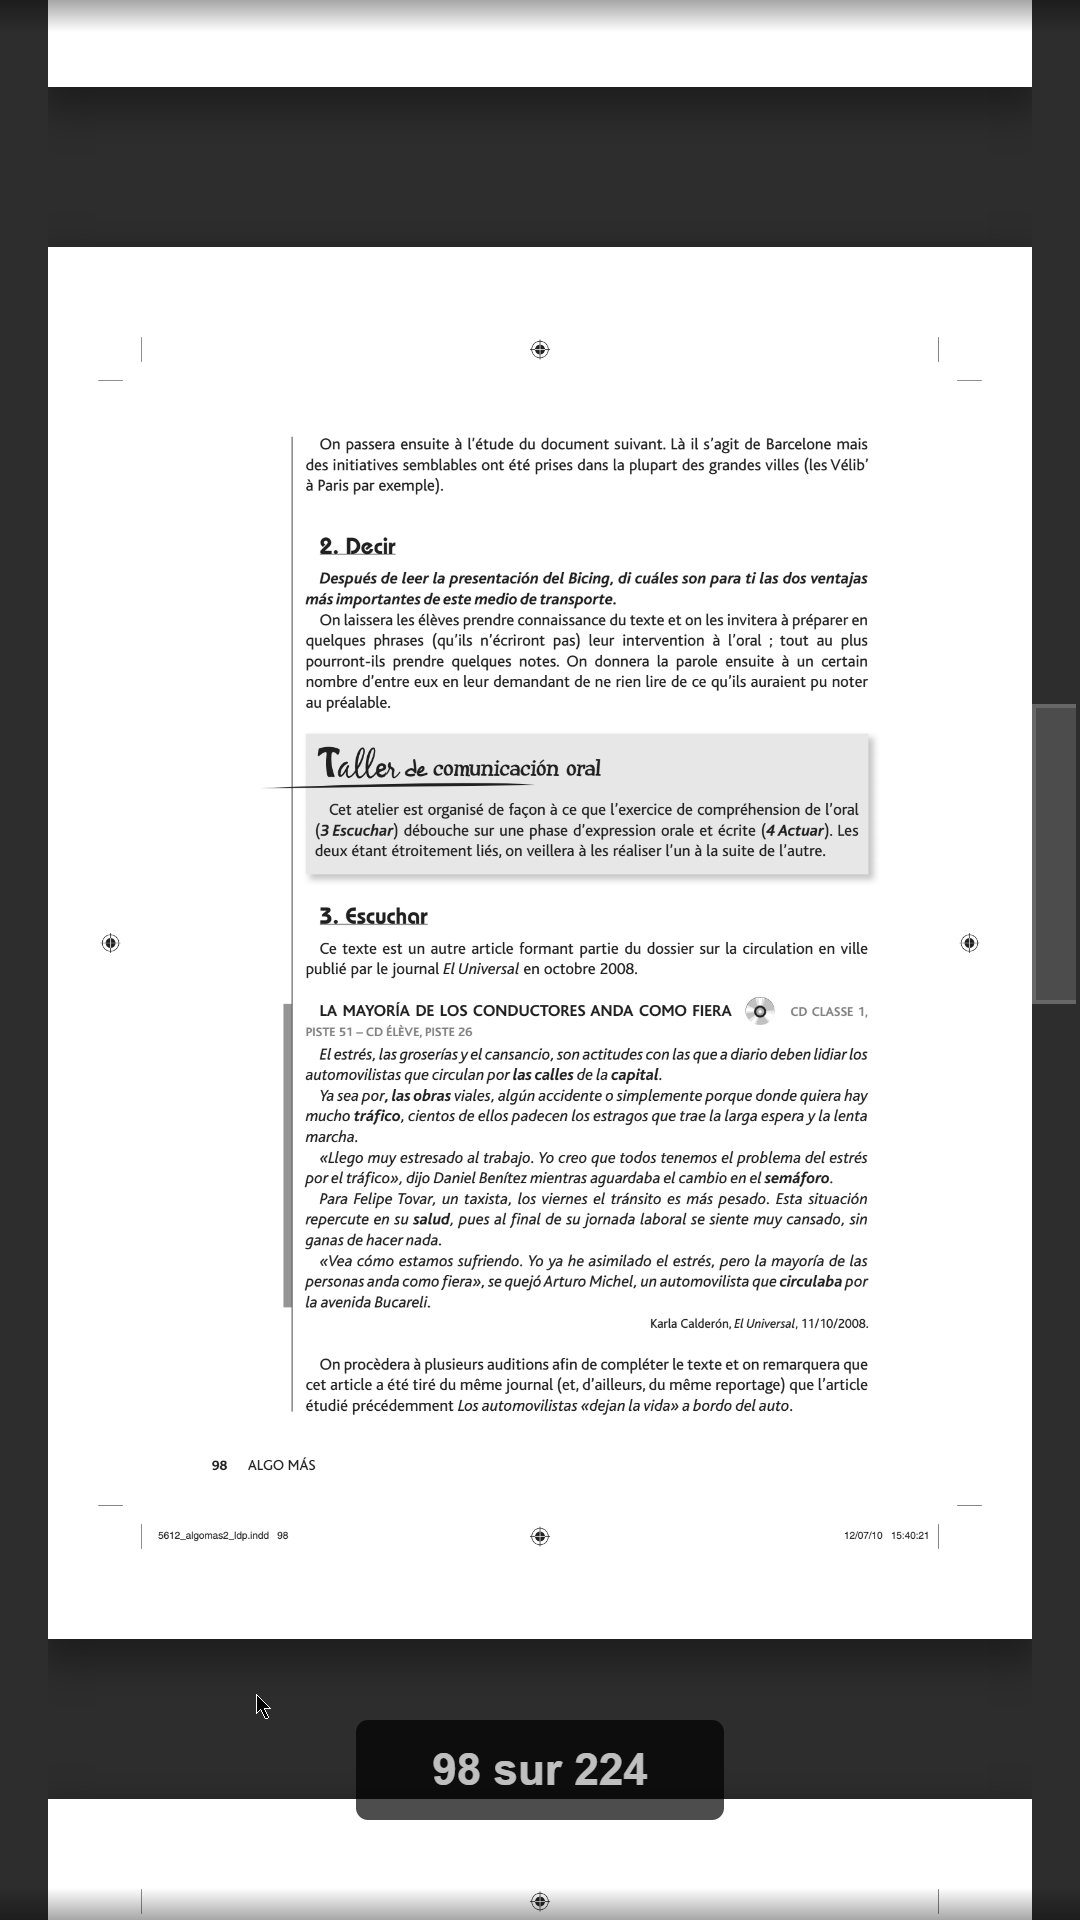 On passera ensuite à l'étude du document suivant. Là il s'agit de Barcelone mais
des initiatives semblables ont été prises dans la plupart des grandes villes (les Vélib'
à Paris par exemple).
2. Decir
Después de leer la presentación del Bicing, di cuáles son para ti las dos ventajas
más importantes de este medio de transporte.
On laissera les élèves prendre connaissance du texte et on les invitera à préparer en
quelques phrases (qu'ils n'écriront pas) leur intervention à l'oral ; tout au plus
pourront-ils prendre quelques notes. On donnera la parole ensuite à un certain
nombre d'entre eux en leur demandant de ne rien lire de ce qu'ils auraient pu noter
au préalable.
Taller de comunicación oral
Cet atelier est organisé de façon à ce que l'exercice de compréhension de l'oral
(3 Escuchar) débouche sur une phase d'expression orale et écrite (4 Actuar). Les
deux étant étroitement liés, on veillera à les réaliser l'un à la suite de l'autre.
3. Escuchar
Ce texte est un autre article formant partie du dossier sur la circulation en ville
publié par le journal El Universal en octobre 2008.
LA MAYORÍA DE LOS CONDUCTORES ANDA COMO FIERA CD CLASSE 1,
PISTE 51 – CD ÉLÈVE, PISTE 26
El estrés, las groserías y el cansancio, son actitudes con las que a diario deben lidiar los
automovilistas que circulan por las calles de la capital.
Ya sea por, las obras viales, algún accidente o simplemente porque donde quiera hay
mucho tráfico, cientos de ellos padecen los estragos que trae la larga espera y la lenta
marcha.
«Llego muy estresado al trabajo. Yo creo que todos tenemos el problema del estrés
por el tráfico», dijo Daniel Benítez mientras aguardaba el cambio en el semáforo.
Para Felipe Tovar, un taxista, los viernes el tránsito es más pesado. Esta situación
repercute en su salud, pues al final de su jornada laboral se siente muy cansado, sin
ganas de hacer nada.
«Vea cómo estamos sufriendo. Yo ya he asimilado el estrés, pero la mayoría de las
personas anda como fiera», se quejó Arturo Michel, un automovilista que circulaba por
la avenida Bucareli.
Karla Calderón, El Universal, 11/10/2008.
On procèdera à plusieurs auditions afin de compléter le texte et on remarquera que
cet article a été tiré du même journal (et, d'ailleurs, du même reportage) que l'article
étudié précédemment Los automovilistas «dejan la vida» a bordo del auto.
98 ALGO MÁS
5612_algomas2_ldp.indd 98 12/07/10 15:40:21
98 sur 224